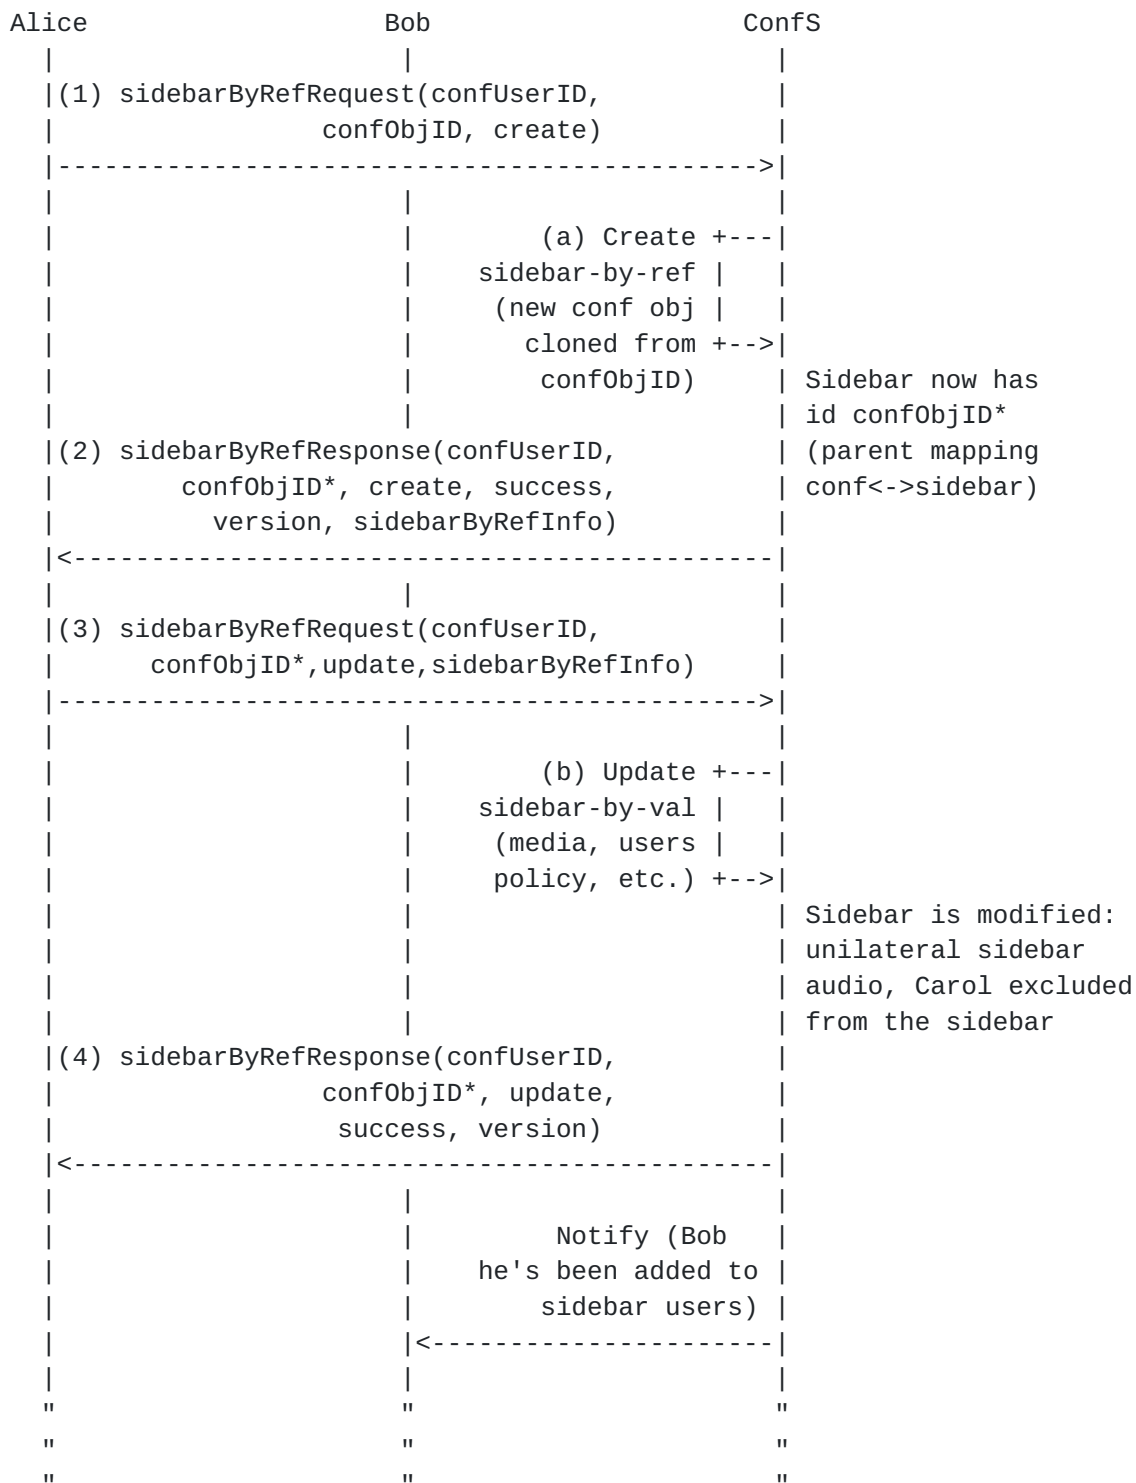 Alice                   Bob                    ConfS
  |                      |                       |
  |(1) sidebarByRefRequest(confUserID,           |
  |                 confObjID, create)           |
  |--------------------------------------------->|
  |                      |                       |
  |                      |        (a) Create +---|
  |                      |    sidebar-by-ref |   |
  |                      |     (new conf obj |   |
  |                      |       cloned from +-->|
  |                      |        confObjID)     | Sidebar now has
  |                      |                       | id confObjID*
  |(2) sidebarByRefResponse(confUserID,          | (parent mapping
  |        confObjID*, create, success,          | conf<->sidebar)
  |          version, sidebarByRefInfo)          |
  |<---------------------------------------------|
  |                      |                       |
  |(3) sidebarByRefRequest(confUserID,           |
  |      confObjID*,update,sidebarByRefInfo)     |
  |--------------------------------------------->|
  |                      |                       |
  |                      |        (b) Update +---|
  |                      |    sidebar-by-val |   |
  |                      |     (media, users |   |
  |                      |     policy, etc.) +-->|
  |                      |                       | Sidebar is modified:
  |                      |                       | unilateral sidebar
  |                      |                       | audio, Carol excluded
  |                      |                       | from the sidebar
  |(4) sidebarByRefResponse(confUserID,          |
  |                 confObjID*, update,          |
  |                  success, version)           |
  |<---------------------------------------------|
  |                      |                       |
  |                      |         Notify (Bob   |
  |                      |    he's been added to |
  |                      |        sidebar users) |
  |                      |<----------------------|
  |                      |                       |
  "                      "                       "
  "                      "                       "
  "                      "                       "